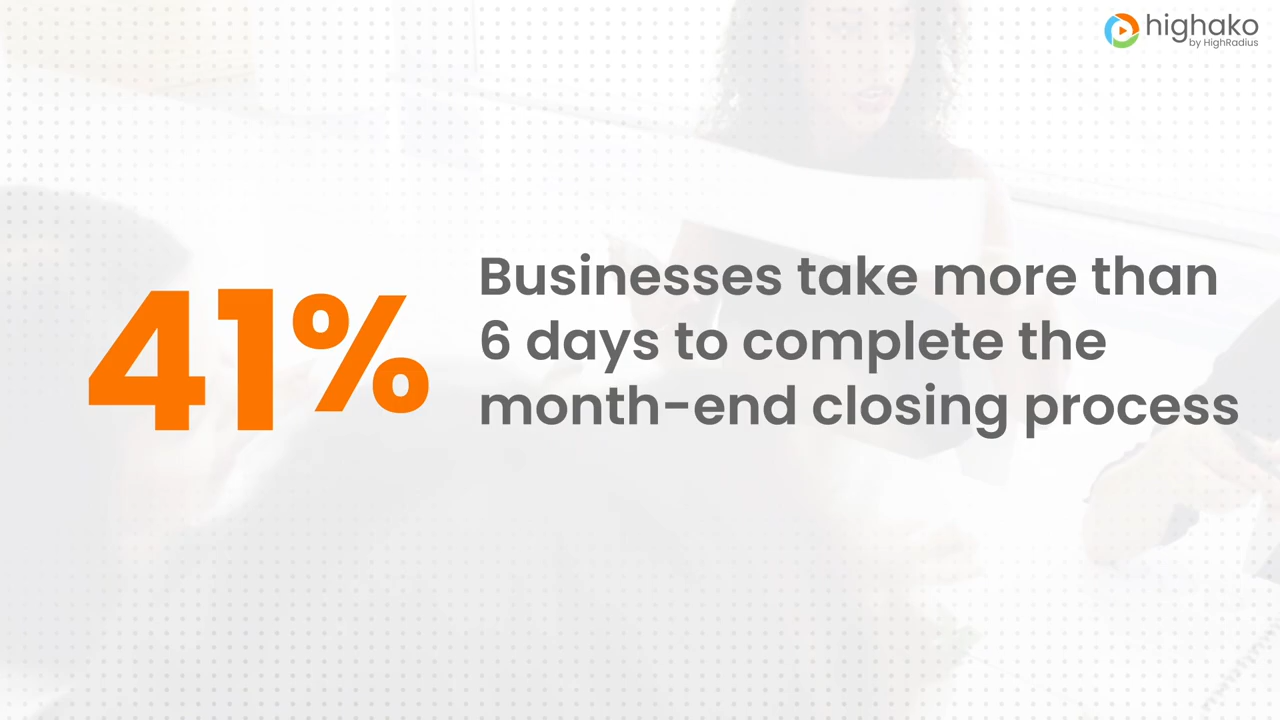 highako
by HighRadius
41%
Businesses take more than
6 days to complete the
month-end closing process